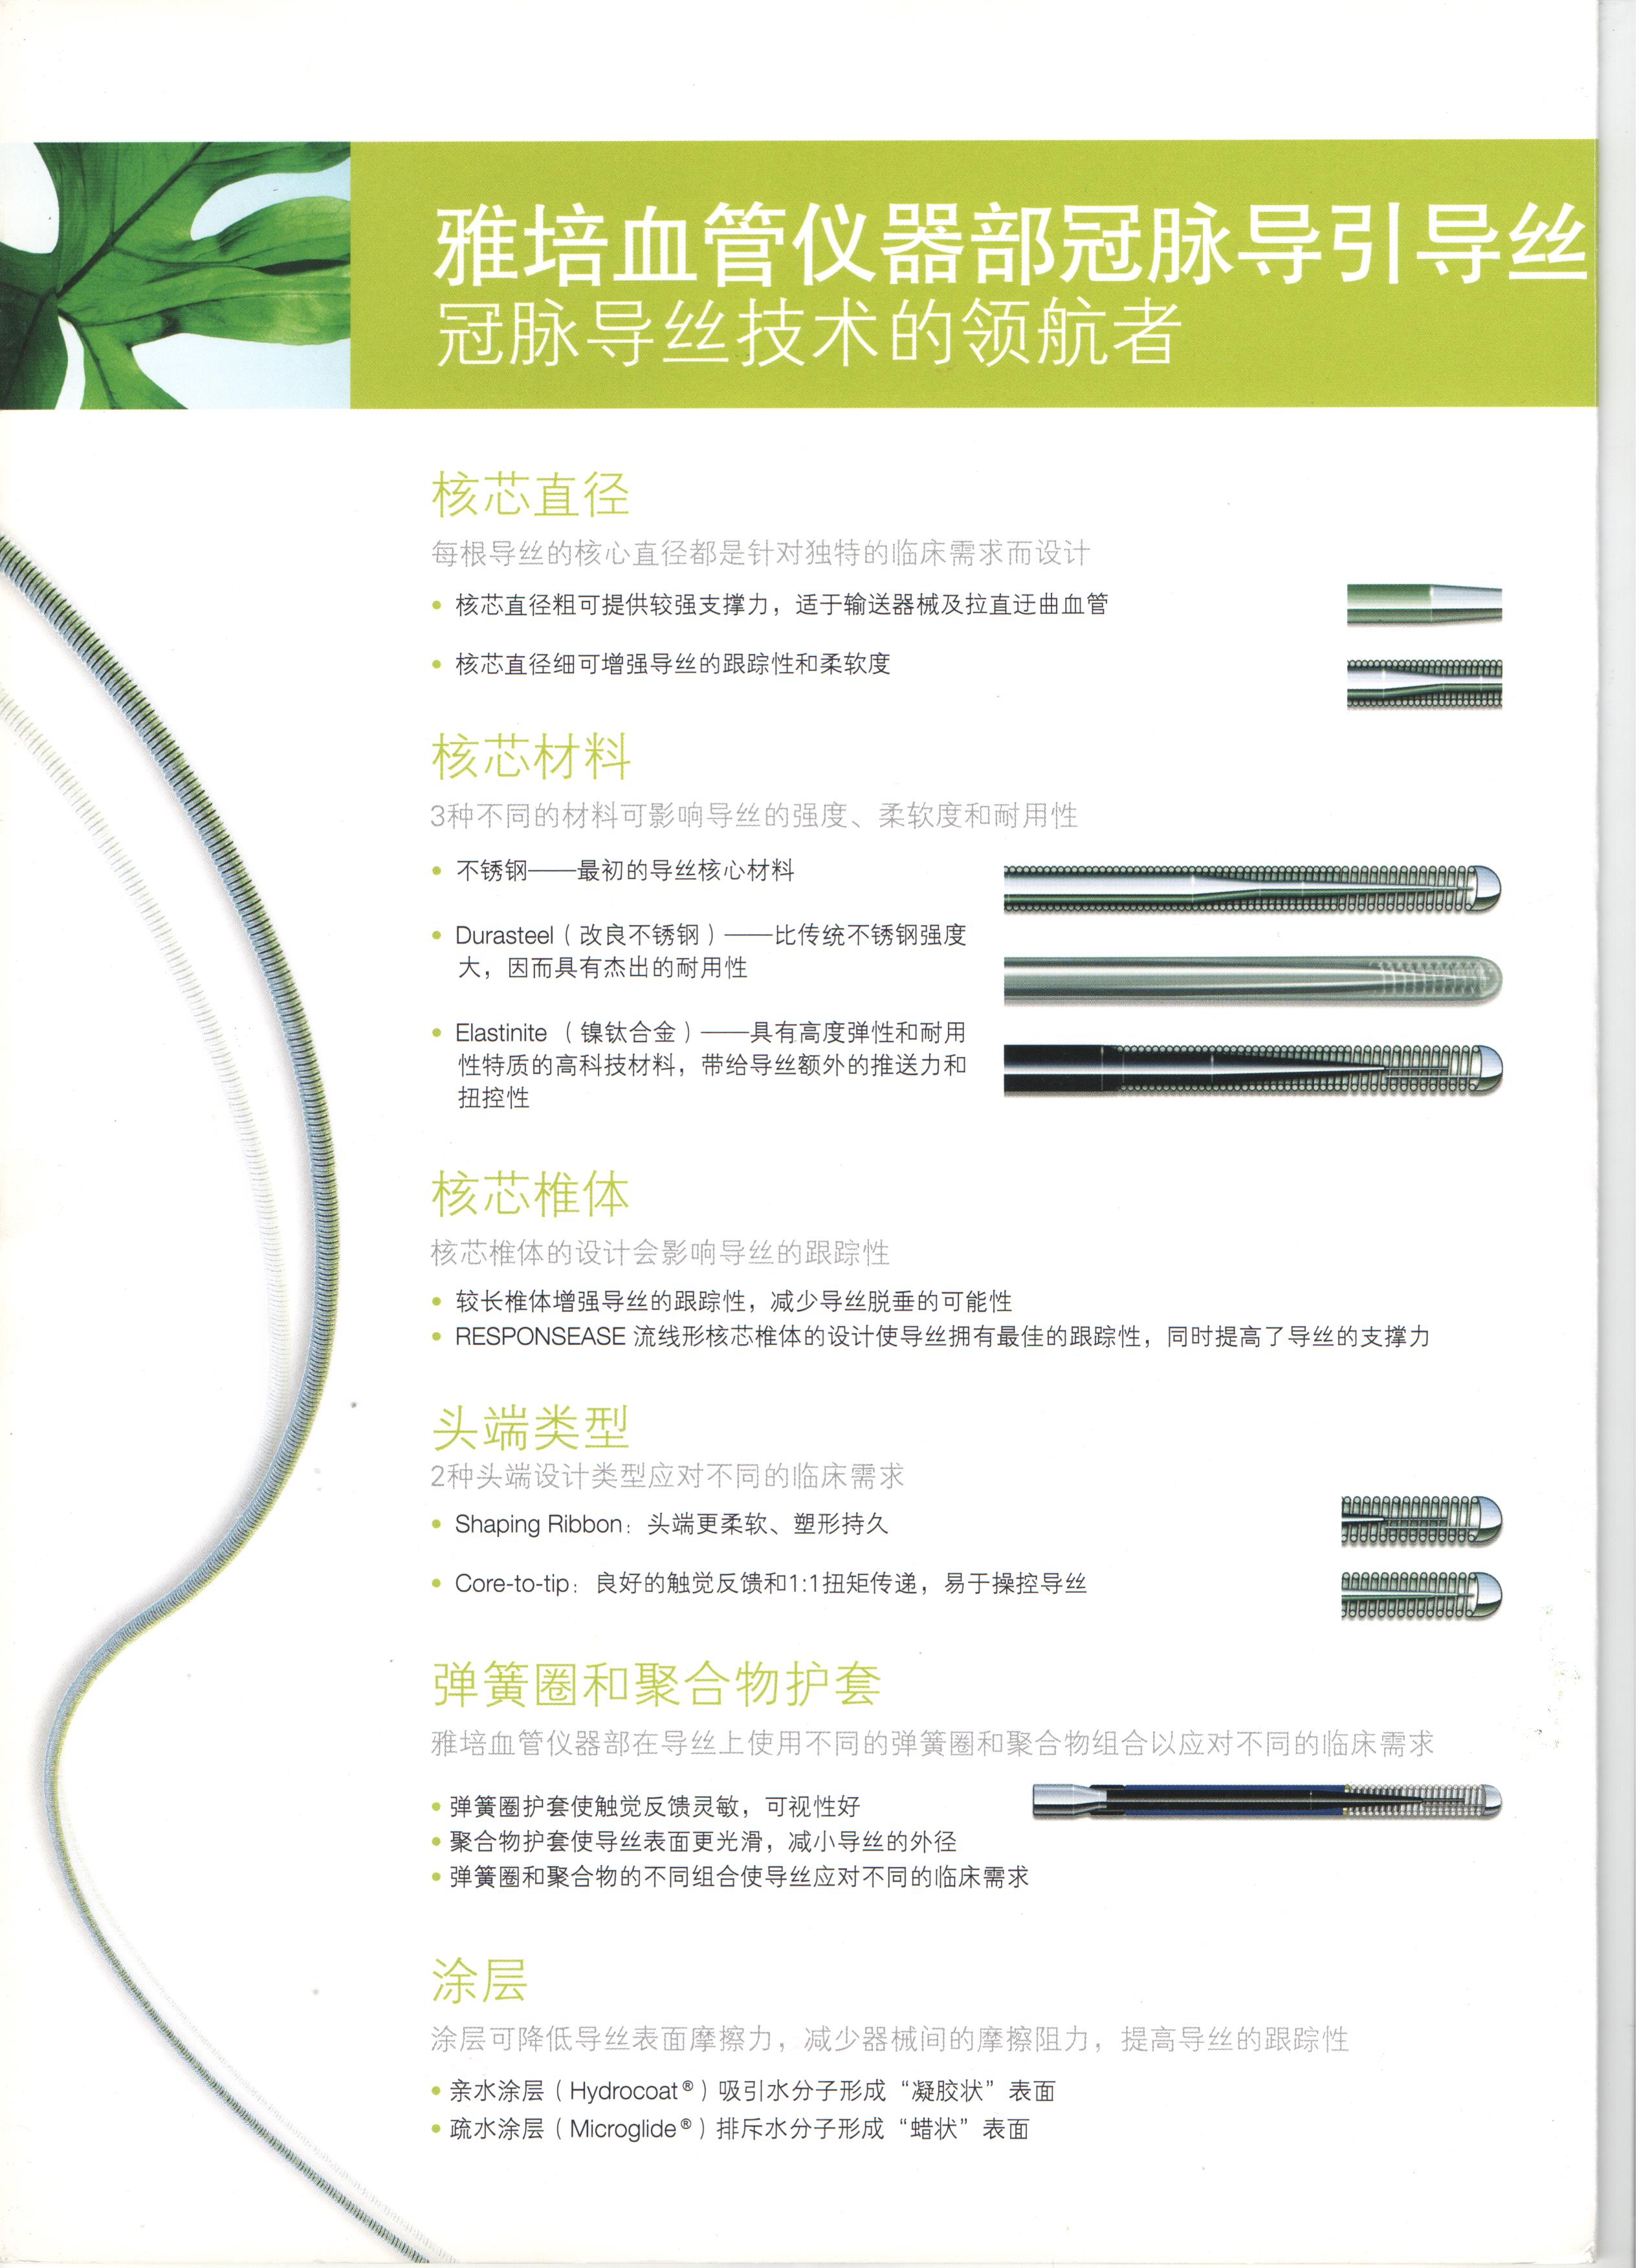 雅培血管仪器部冠脉导引导丝
冠脉导丝技术的领航者
核芯直径
每根导丝的核心直径都是针对独特的临床需求而设计
• 核芯直径粗可提供较强支撑力，适于输送器械及拉直迂曲血管
• 核芯直径细可增强导丝的跟踪性和柔软度
核芯材料
3种不同的材料可影响导丝的强度、柔软度和耐用性
• 不锈钢——最初的导丝核心材料
• Durasteel（改良不锈钢）——比传统不锈钢强度
大，因而具有杰出的耐用性
• Elastinite （镍钛合金）——具有高度弹性和耐用
性特质的高科技材料，带给导丝额外的推送力和
扭控性
核芯椎体
核芯椎体的设计会影响导丝的跟踪性
• 较长椎体增强导丝的跟踪性，减少导丝脱垂的可能性
• RESPONSEASE 流线形核芯椎体的设计使导丝拥有最佳的跟踪性，同时提高了导丝的支撑力
头端类型
2种头端设计类型应对不同的临床需求
• Shaping Ribbon：头端更柔软、塑形持久
• Core-to-tip：良好的触觉反馈和1:1扭矩传递，易于操控导丝
弹簧圈和聚合物护套
雅培血管仪器部在导丝上使用不同的弹簧圈和聚合物组合以应对不同的临床需求
• 弹簧圈护套使触觉反馈灵敏，可视性好
• 聚合物护套使导丝表面更光滑，减小导丝的外径
• 弹簧圈和聚合物的不同组合使导丝应对不同的临床需求
涂层
涂层可降低导丝表面摩擦力，减少器械间的摩擦阻力，提高导丝的跟踪性
• 亲水涂层（Hydrocoat®）吸引水分子形成“凝胶状”表面
• 疏水涂层（Microglide®）排斥水分子形成“蜡状”表面